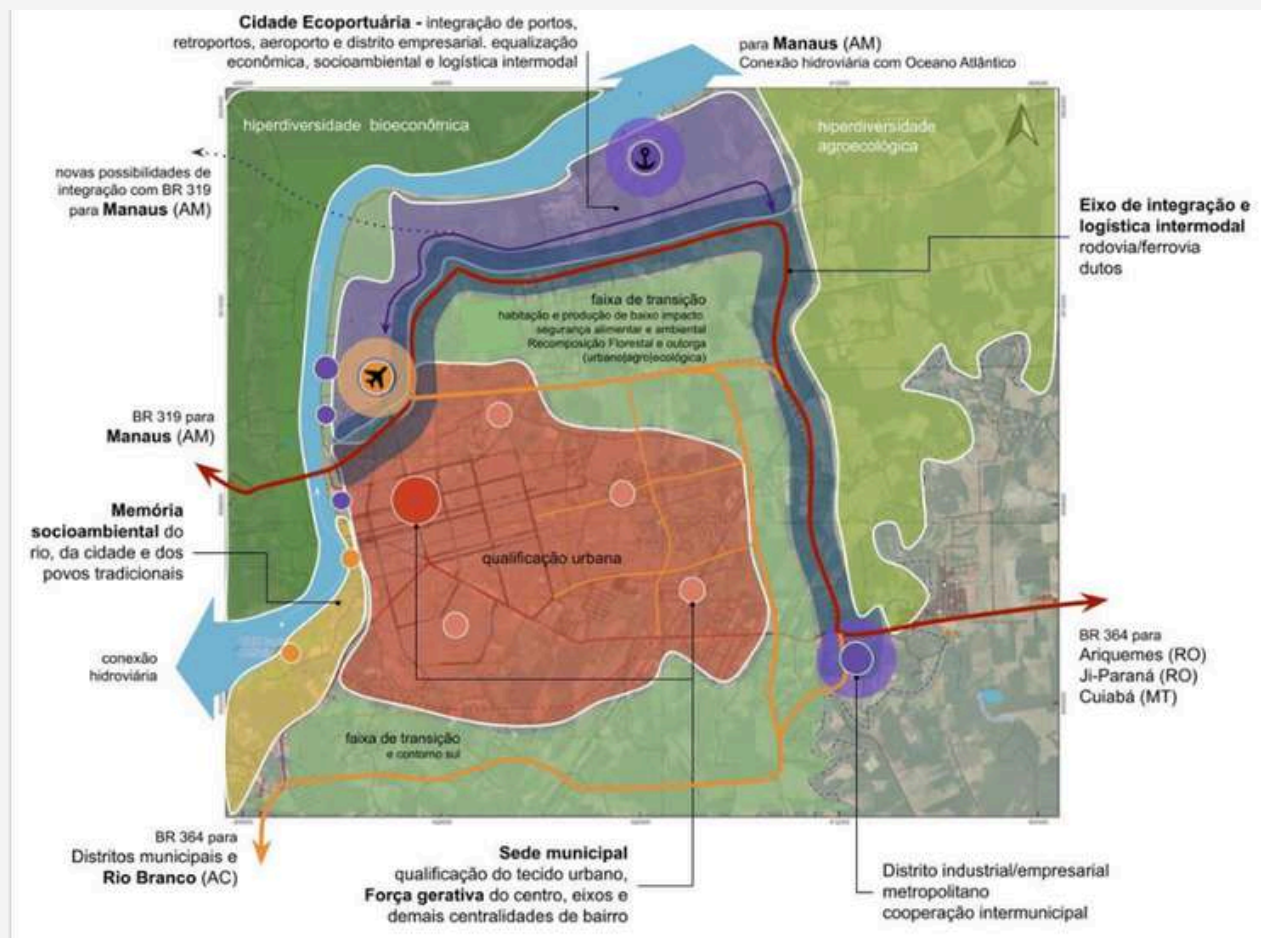 Cidade Ecoportuária - integração de portos,
retroportos, aeroporto e distrito empresarial. equalização
econômica, socioambiental e logística intermodal
para Manaus (AM)
Conexão hidroviária com Oceano Atlântico
hiperdiversidade bioeconômica
hiperdiversidade
agroecológica
novas possibilidades de
integração com BR 319
para Manaus (AM)
Eixo de integração e
logística intermodal
rodovia/ferrovia
dutos
faixa de transição
habitação e produção de baixo impacto
segurança alimentar e ambiental
Recomposição Florestal e outorga
(urbano|agro|ecológica)
BR 319 para
Manaus (AM)
Memória
socioambiental do
rio, da cidade e dos
povos tradicionais
qualificação urbana
conexão
hidroviária
BR 364 para
Ariquemes (RO)
Ji-Paraná (RO)
Cuiabá (MT)
faixa de transição
e contorno sul
BR 364 para
Distritos municipais e
Rio Branco (AC)
Sede municipal
qualificação do tecido urbano,
Força gerativa do centro, eixos e
demais centralidades de bairro
Distrito industrial/empresarial
metropolitano
cooperação intermunicipal